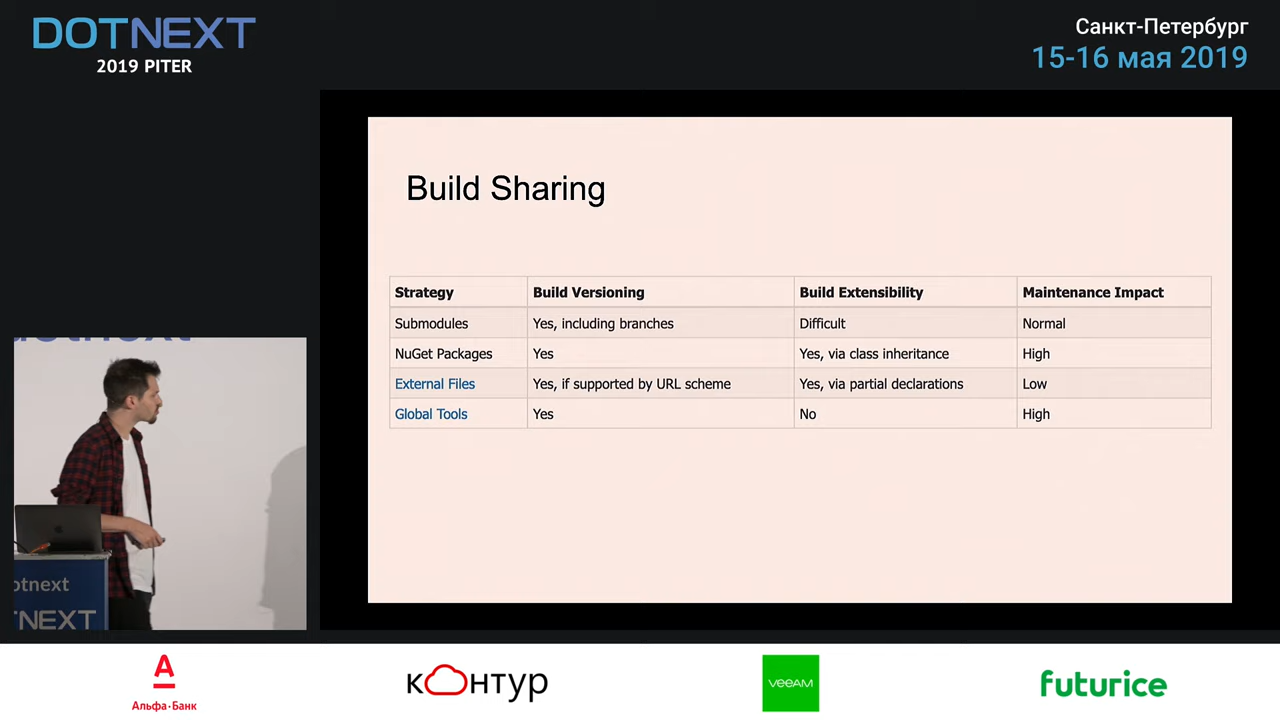 DOTNEXT
2019 PITER
Санкт-Петербург
15-16 мая 2019
Build Sharing
Strategy Build Versioning Build Extensibility Maintenance Impact
Submodules Yes, including branches Difficult Normal
NuGet Packages Yes Yes, via class inheritance High
External Files Yes, if supported by URL scheme Yes, via partial declarations Low
Global Tools Yes No High
dotnext
otnext
NEXT
А
Альфа·Банк
контур
veeam
futurice